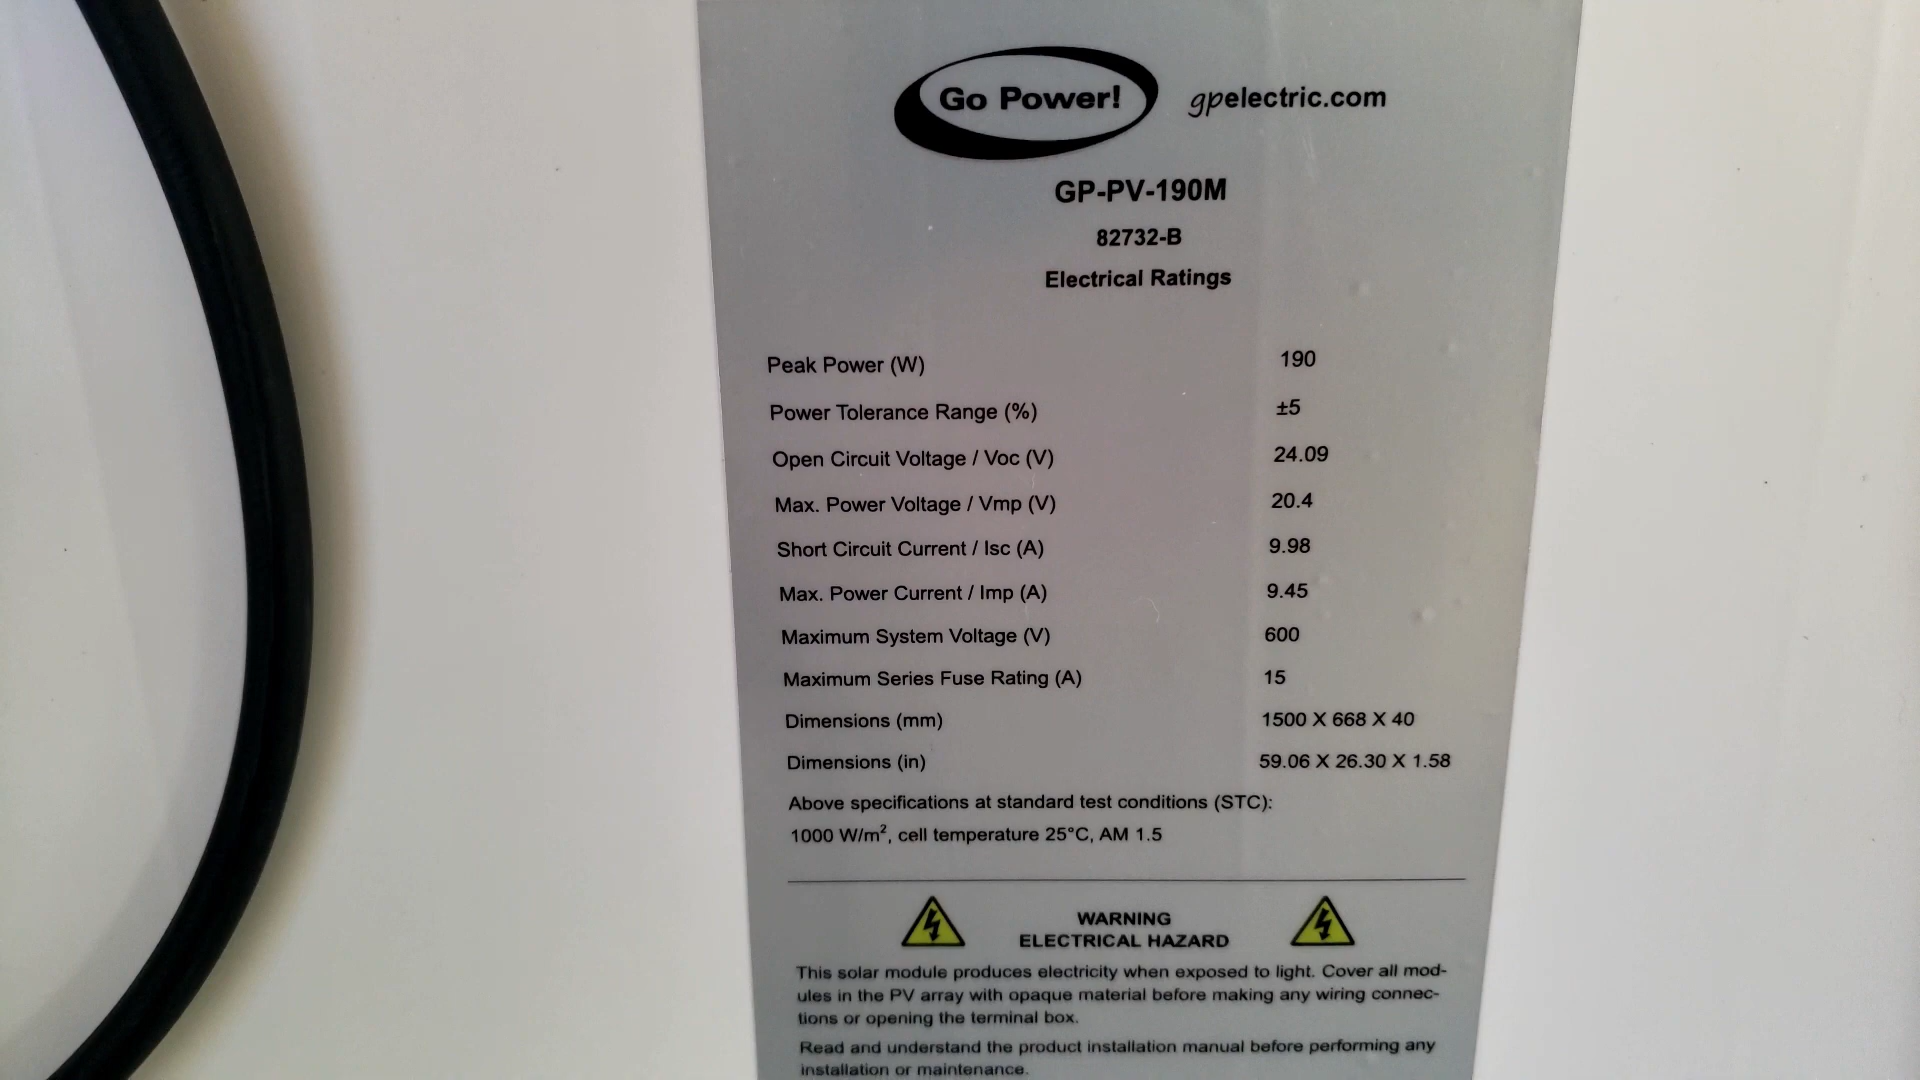 Go Power! gpelectric.com
GP-PV-190M
82732-B
Electrical Ratings
Peak Power (W) 190
Power Tolerance Range (%) ±5
Open Circuit Voltage / Voc (V) 24.09
Max. Power Voltage / Vmp (V) 20.4
Short Circuit Current / Isc (A) 9.98
Max. Power Current / Imp (A) 9.45
Maximum System Voltage (V) 600
Maximum Series Fuse Rating (A) 15
Dimensions (mm) 1500 X 668 X 40
Dimensions (in) 59.06 X 26.30 X 1.58
Above specifications at standard test conditions (STC):
1000 W/m², cell temperature 25°C, AM 1.5
WARNING
ELECTRICAL HAZARD
This solar module produces electricity when exposed to light. Cover all mod-
ules in the PV array with opaque material before making any wiring connec-
tions or opening the terminal box.
Read and understand the product installation manual before performing any
installation or maintenance.